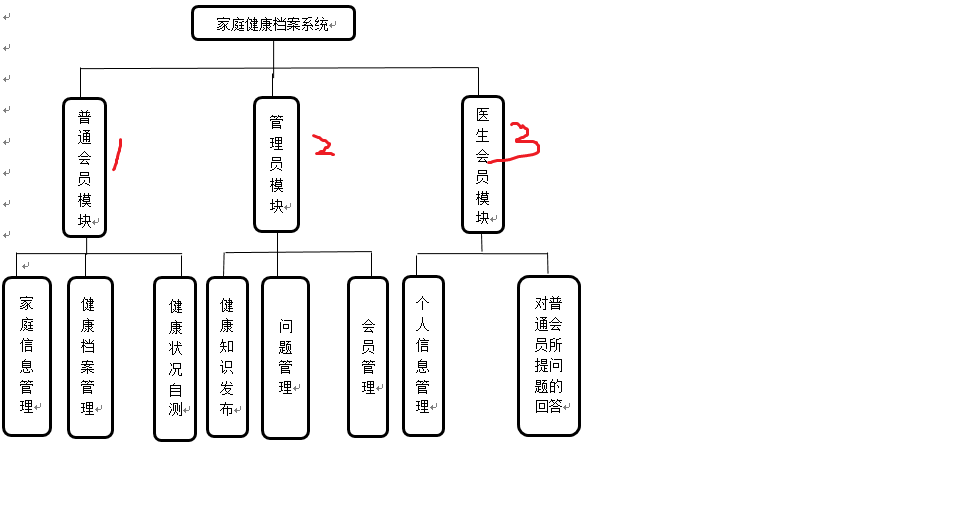 家庭健康档案系统
普通会员模块
1
管理员模块
2
医生会员模块
3
家庭信息管理
健康档案管理
健康状况自测
健康知识发布
问题管理
会员管理
个人信息管理
对普通会员所提问题的回答